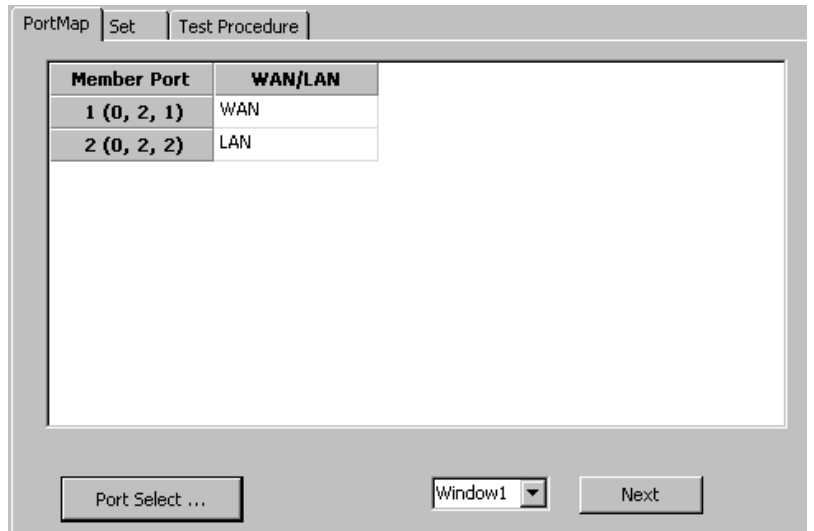 PortMap Set Test Procedure
Member Port WAN/LAN
1 (0, 2, 1) WAN
2 (0, 2, 2) LAN
Port Select ... Window1 Next